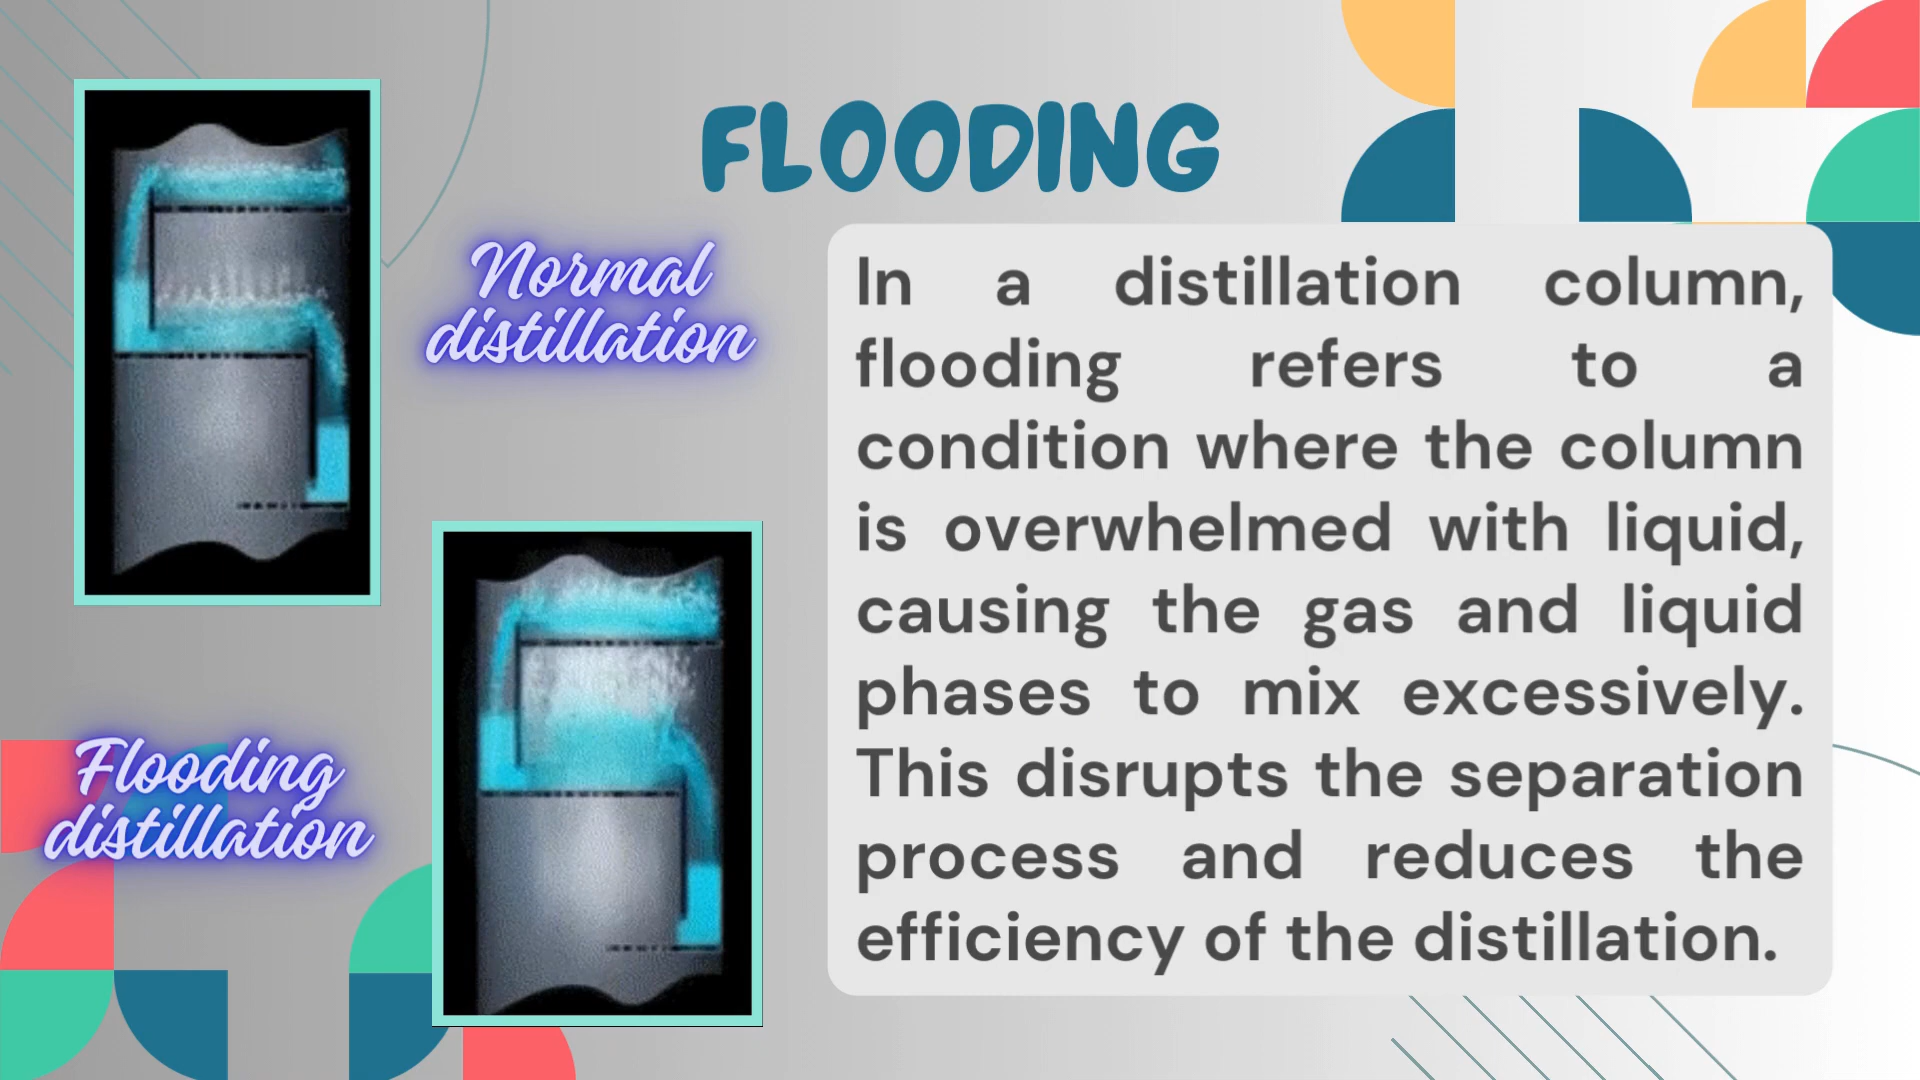 FLOODING
Normal
distillation
In a distillation column,
flooding refers to a
condition where the column
is overwhelmed with liquid,
causing the gas and liquid
phases to mix excessively.
This disrupts the separation
process and reduces the
efficiency of the distillation.
Flooding
distillation